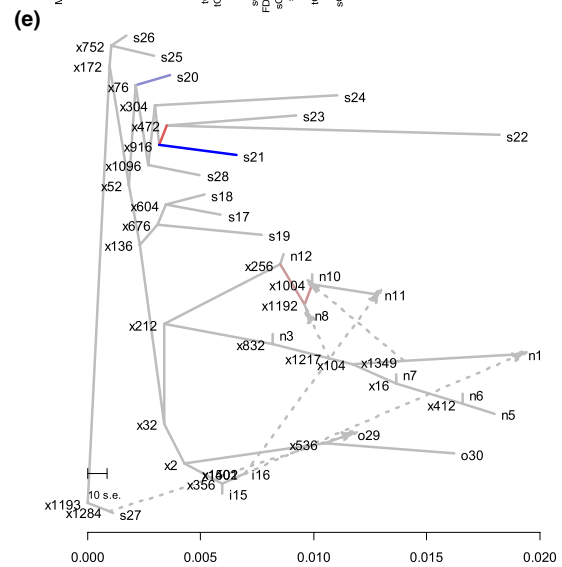 (e)
s26
x752
s25
x172
s20
x76
s24
x304
s23
x472
s22
x916
s21
x1096
s28
x52
s18
x604
s17
x676
s19
x136
n12
x256
n10
x1004
n11
x1192
n8
x212
n3
x832
n1
x1217
x104
x1349
n7
x16
n6
x412
n5
x32
o29
x536
o30
x2
i16
x356
i15
10 s.e.
x1193
x1284
s27
0.000 0.005 0.010 0.015 0.020